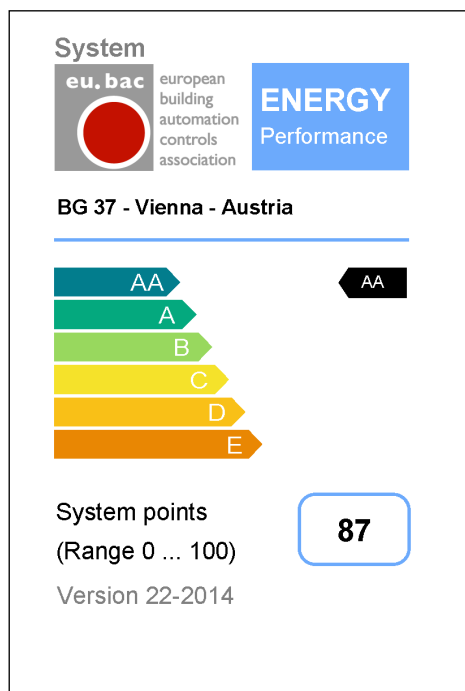 System
eu.bac
european
building
automation
controls
association
ENERGY
Performance
BG 37 - Vienna - Austria
AA
AA
A
B
C
D
E
System points
(Range 0 ... 100)
87
Version 22-2014